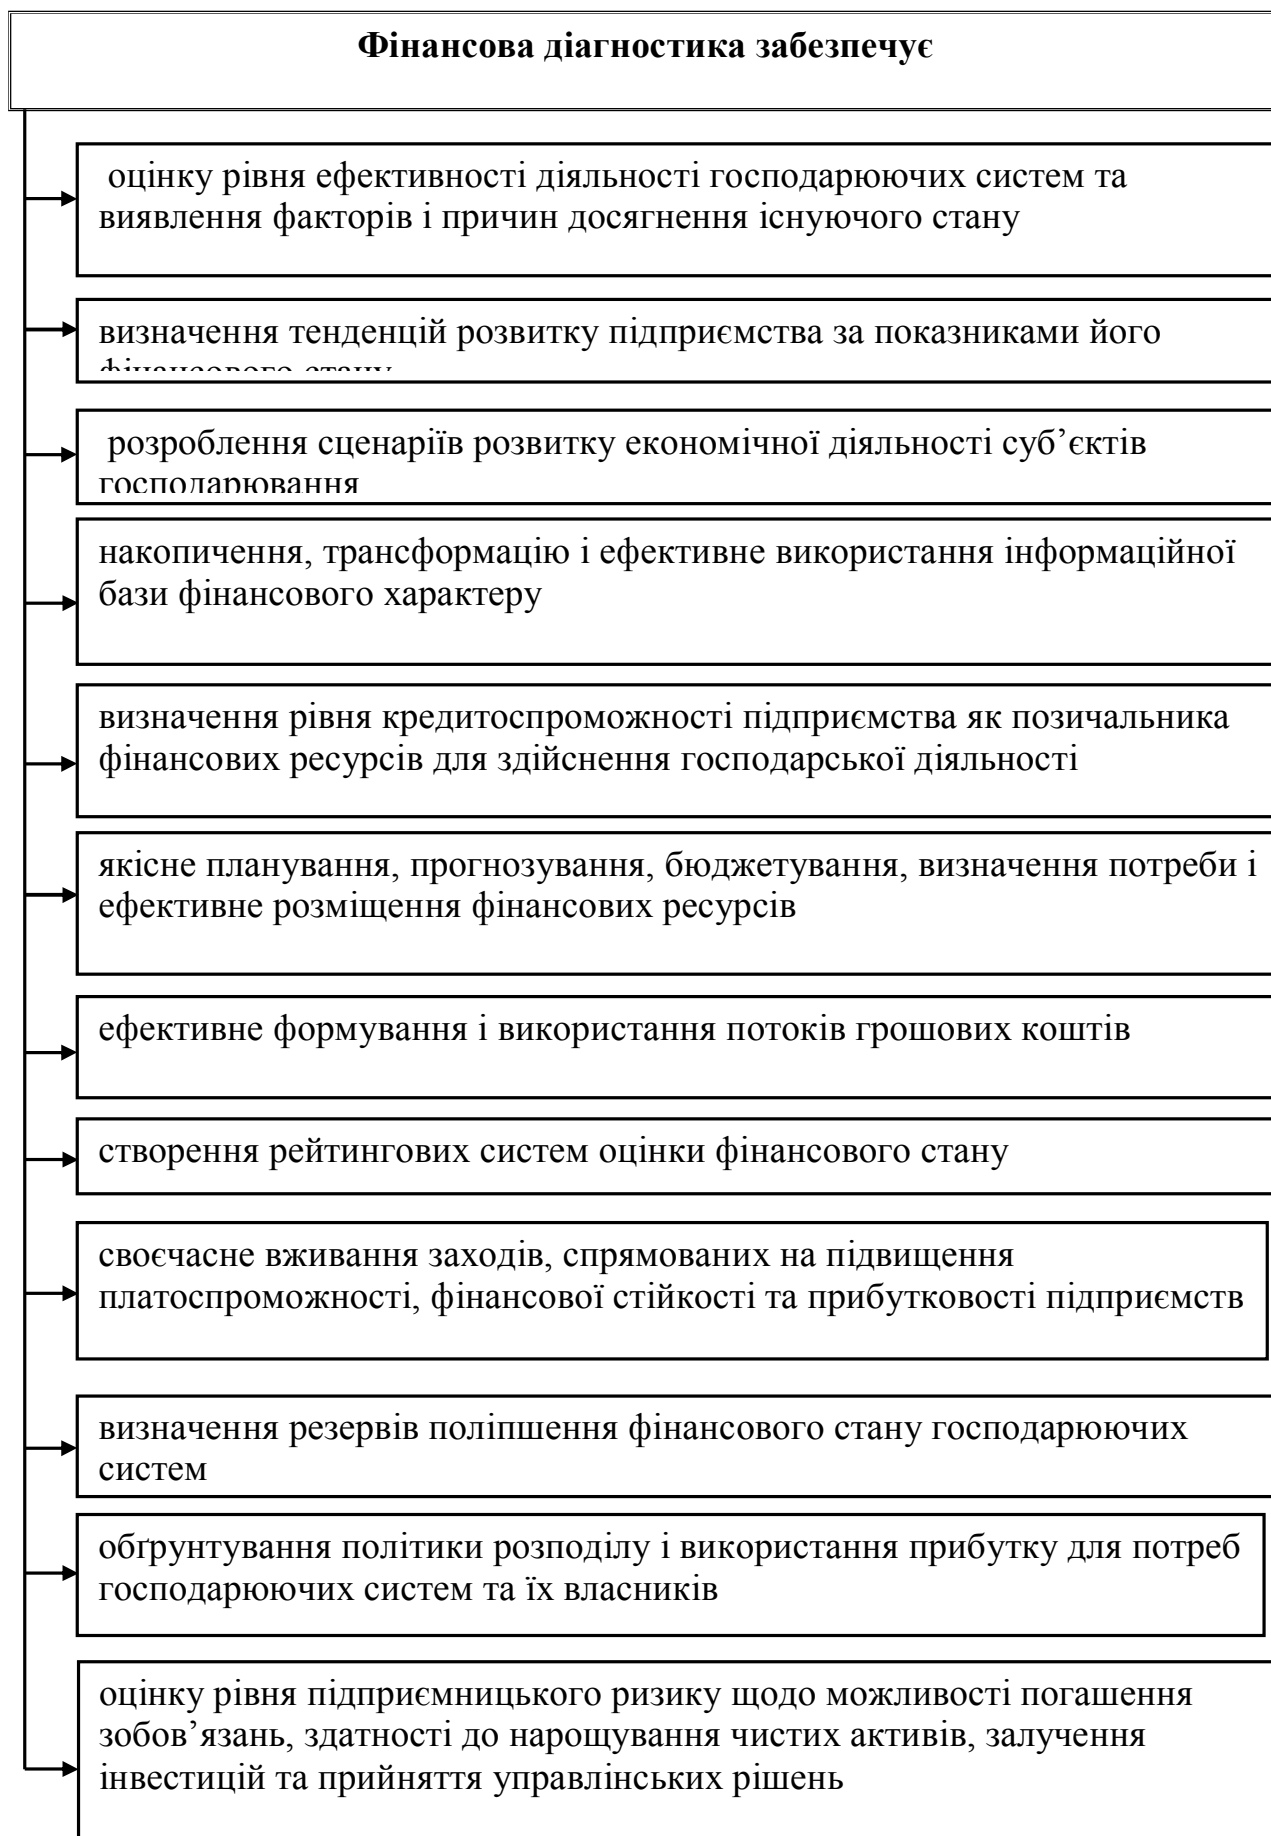 Фінансова діагностика забезпечує
оцінку рівня ефективності діяльності господарюючих систем та
виявлення факторів і причин досягнення існуючого стану
визначення тенденцій розвитку підприємства за показниками його
фінансового стану
розроблення сценаріїв розвитку економічної діяльності суб’єктів
господарювання
накопичення, трансформацію і ефективне використання інформаційної
бази фінансового характеру
визначення рівня кредитоспроможності підприємства як позичальника
фінансових ресурсів для здійснення господарської діяльності
якісне планування, прогнозування, бюджетування, визначення потреби і
ефективне розміщення фінансових ресурсів
ефективне формування і використання потоків грошових коштів
створення рейтингових систем оцінки фінансового стану
своєчасне вживання заходів, спрямованих на підвищення
платоспроможності, фінансової стійкості та прибутковості підприємств
визначення резервів поліпшення фінансового стану господарюючих
систем
обґрунтування політики розподілу і використання прибутку для потреб
господарюючих систем та їх власників
оцінку рівня підприємницького ризику щодо можливості погашення
зобов’язань, здатності до нарощування чистих активів, залучення
інвестицій та прийняття управлінських рішень